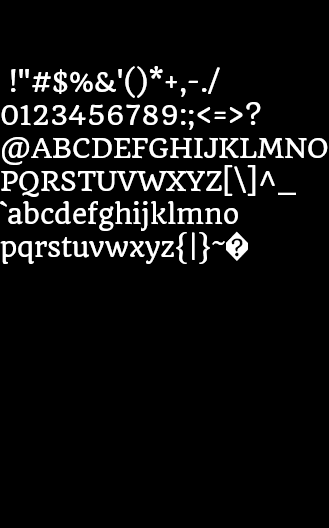 !"#$%&'()*+,-./
0123456789:;<=>?
@ABCDEFGHIJKLMNO
PQRSTUVWXYZ[\]^_
`abcdefghijklmno
pqrstuvwxyz{|}~�